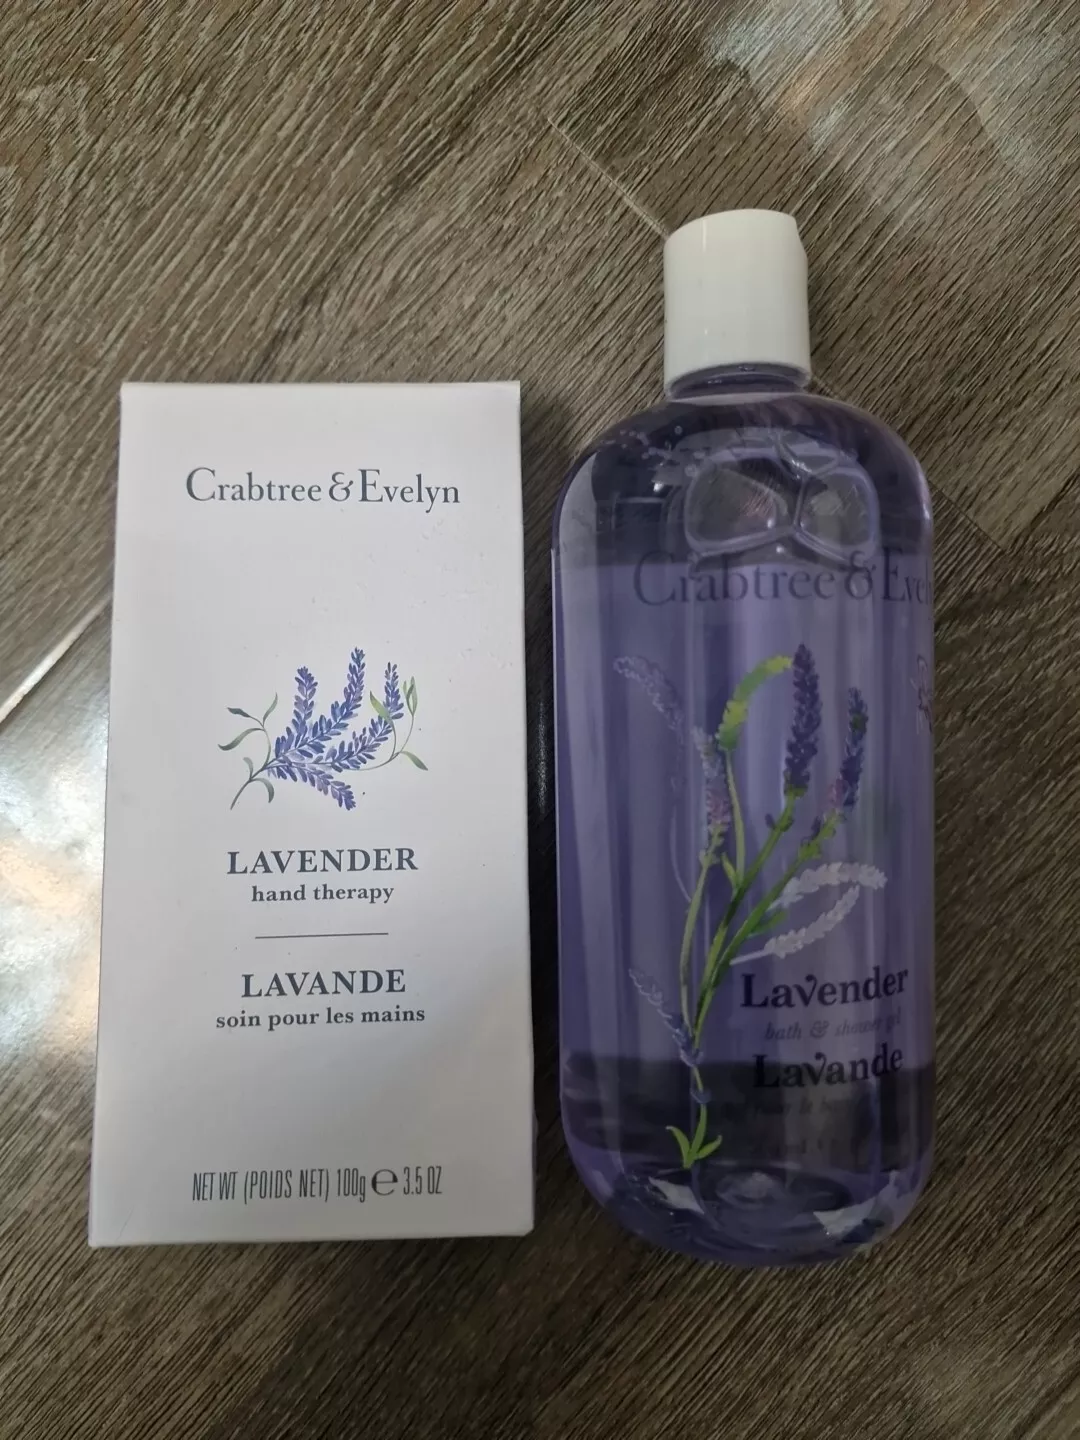 Crabtree & Evelyn
LAVENDER
hand therapy
LAVANDE
soin pour les mains
NET WT (POIDS NET) 100g ℮ 3.5 OZ
Crabtree & Eve
Lavender
bath & shower gel
Lavande